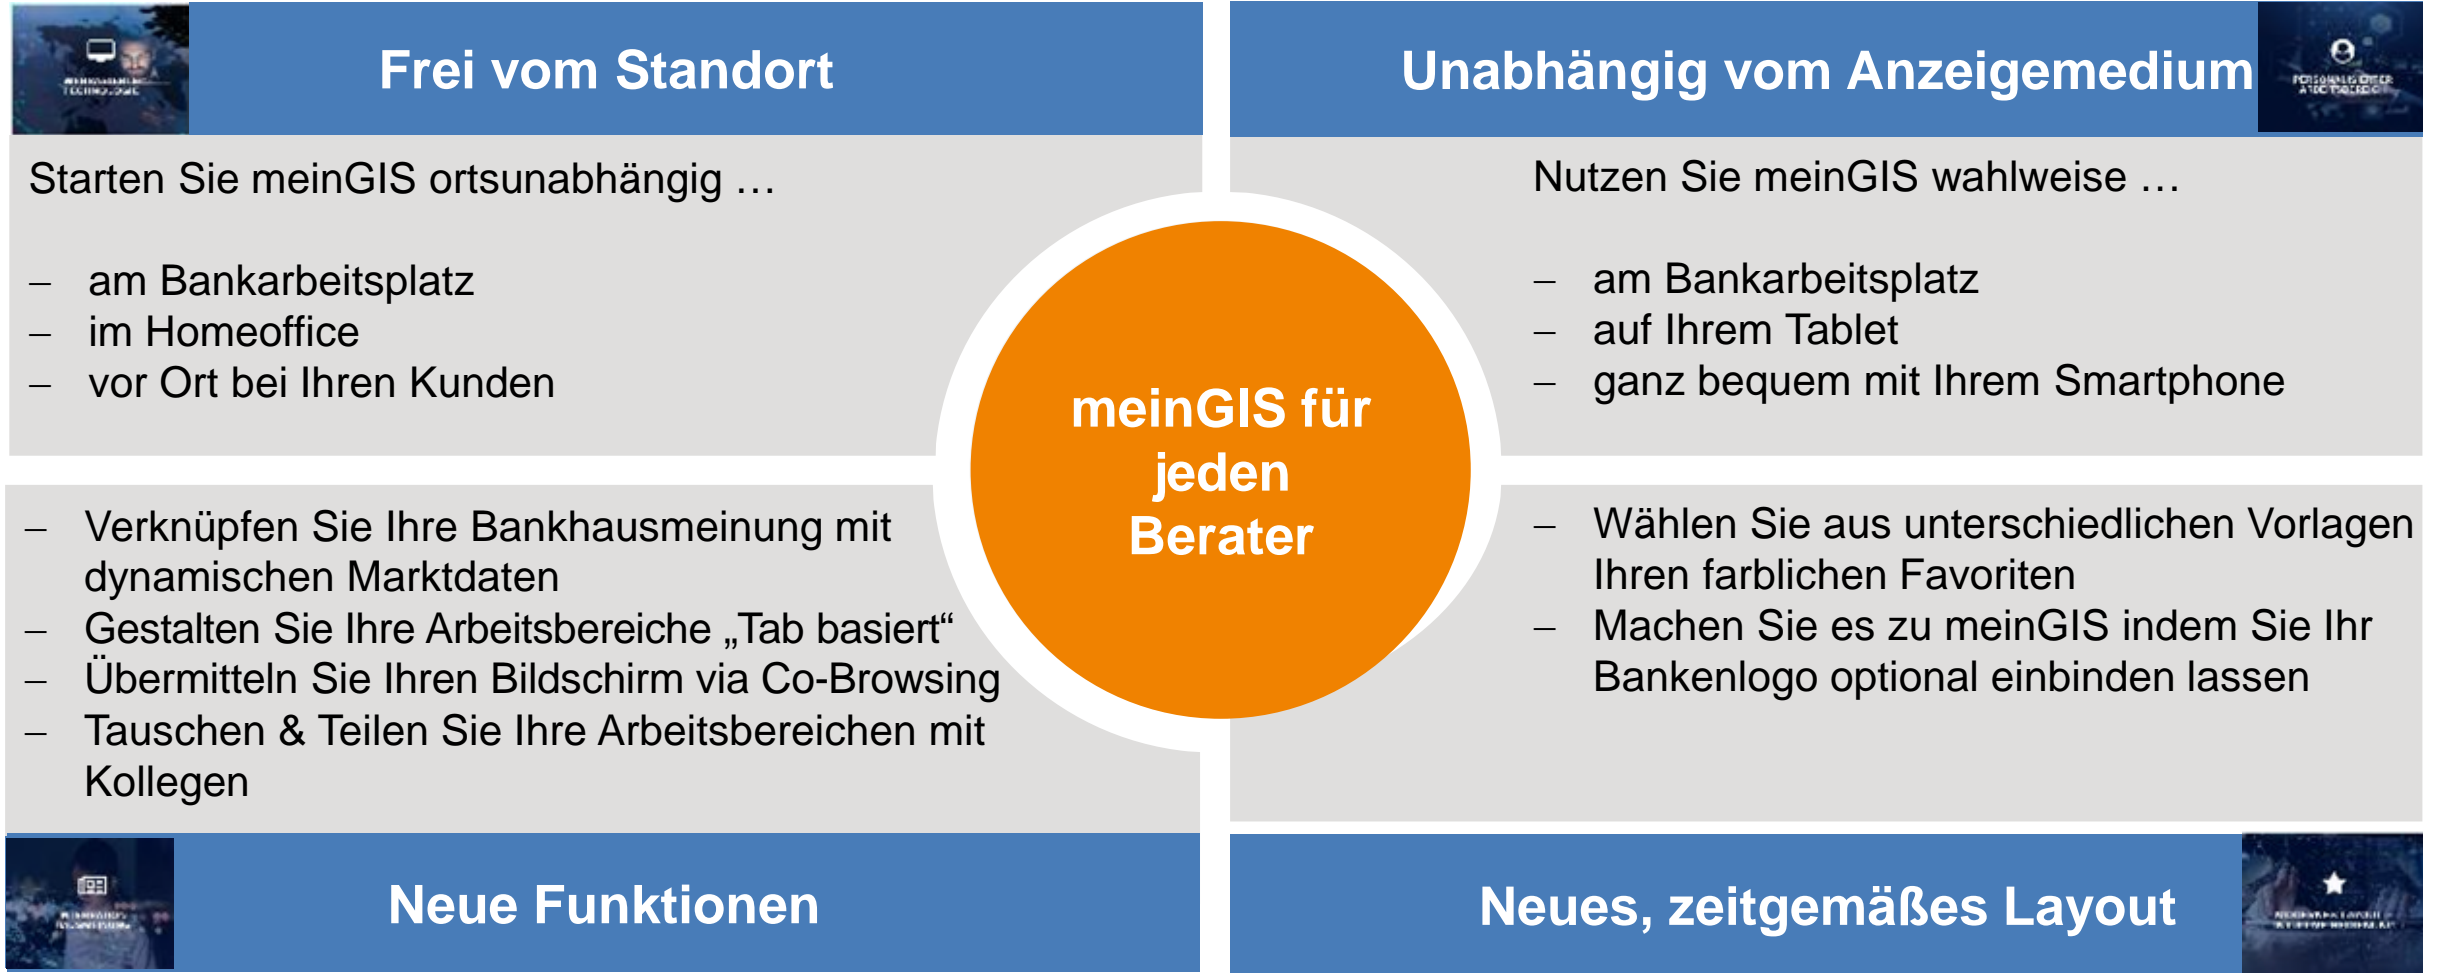 Frei vom Standort
Starten Sie meinGIS ortsunabhängig …
– am Bankarbeitsplatz
– im Homeoffice
– vor Ort bei Ihren Kunden
Unabhängig vom Anzeigemedium
Nutzen Sie meinGIS wahlweise …
– am Bankarbeitsplatz
– auf Ihrem Tablet
– ganz bequem mit Ihrem Smartphone
meinGIS für
jeden
Berater
– Verknüpfen Sie Ihre Bankhausmeinung mit
dynamischen Marktdaten
– Gestalten Sie Ihre Arbeitsbereiche „Tab basiert“
– Übermitteln Sie Ihren Bildschirm via Co-Browsing
– Tauschen & Teilen Sie Ihre Arbeitsbereichen mit
Kollegen
Neue Funktionen
– Wählen Sie aus unterschiedlichen Vorlagen
Ihren farblichen Favoriten
– Machen Sie es zu meinGIS indem Sie Ihr
Bankenlogo optional einbinden lassen
Neues, zeitgemäßes Layout
TECHNOLOGIE
PERSONALISIERTER
ARBEITSBEREICH